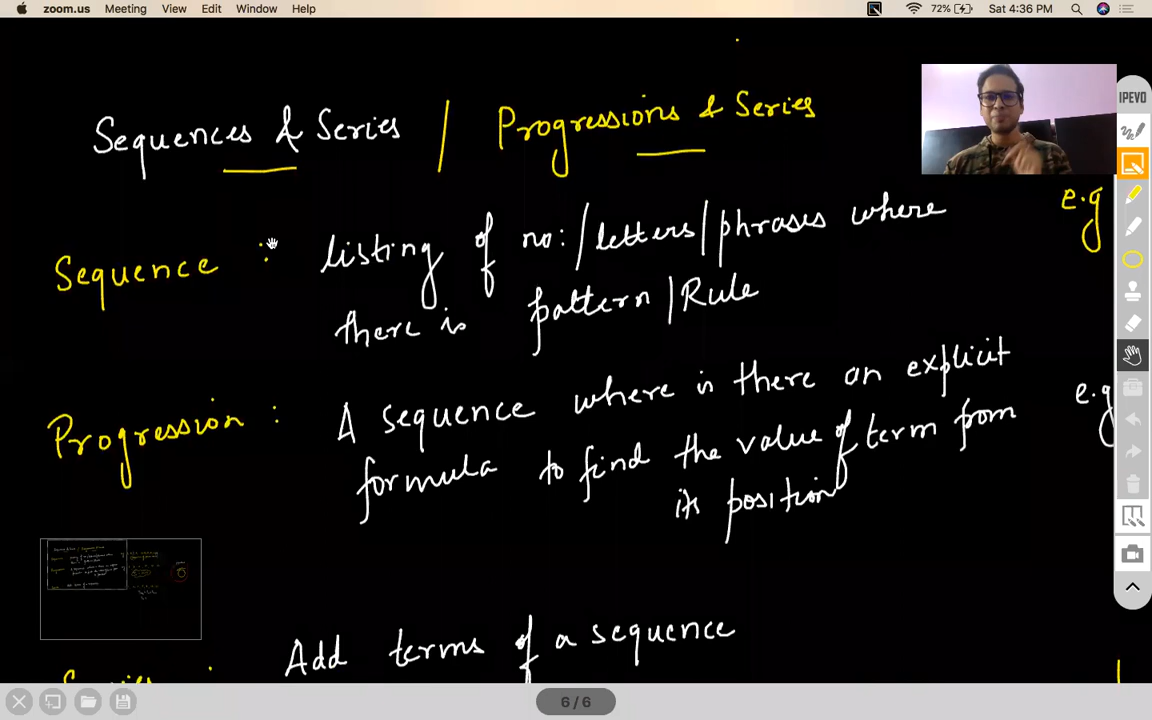 zoom.us Meeting View Edit Window Help 72% Sat 4:36 PM
Sequences & Series / Progressions & Series
IPEVO
Sequence : listing of no:/letters/phrases where e.g
there is pattern/Rule
Progression : A sequence where is there an explicit e.g
formula to find the value of term from
its position
Series : Add terms of a sequence
6/6